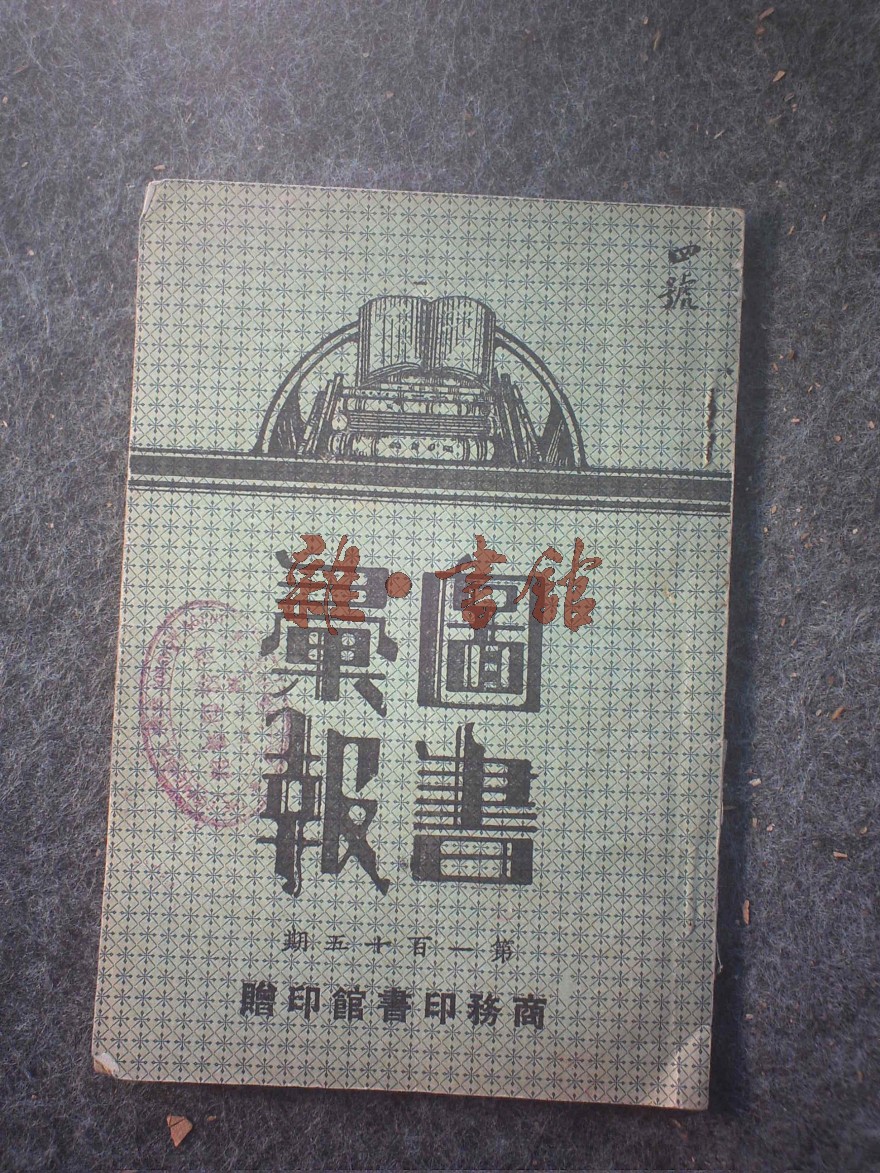 四號
圖書
彙報
第一百十五期
商務印書館印贈
雜·書館